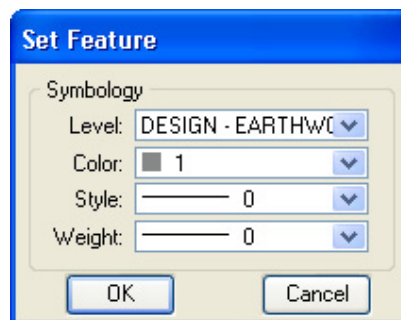 Set Feature
Symbology
Level: DESIGN - EARTHW
Color: 1
Style: 0
Weight: 0
OK Cancel